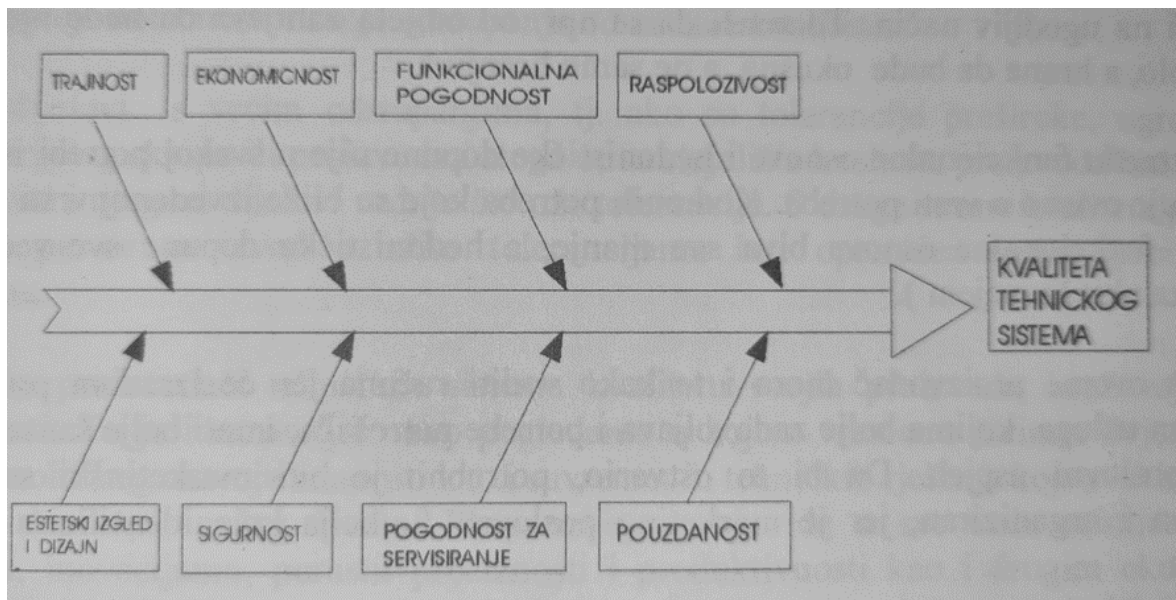 TRAJNOST
EKONOMICNOST
FUNKCIONALNA
POGODNOST
RASPOLOZIVOST
KVALITETA
TEHNICKOG
SISTEMA
ESTETSKI IZGLED
I DIZAJN
SIGURNOST
POGODNOST ZA
SERVISIRANJE
POUZDANOST